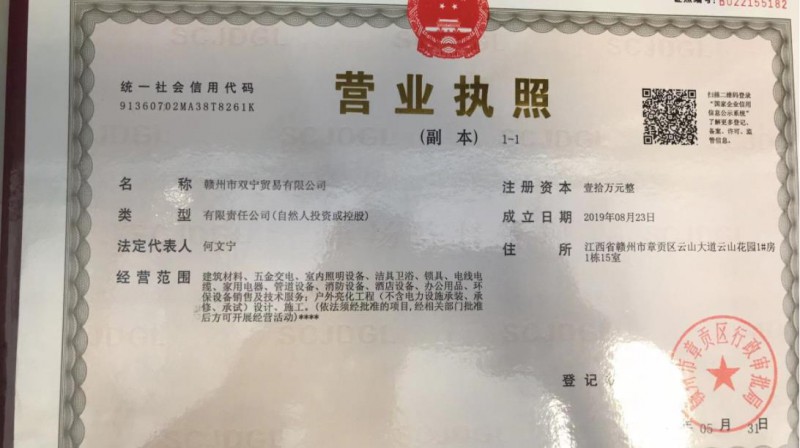 B022155182
营业执照
统一社会信用代码
91360702MA38T8261K
(副 本) 1-1
扫描二维码登录
“国家企业信用
信息公示系统”
了解更多登记、
备案、许可、监
管信息。
名 称 赣州市双宁贸易有限公司
类 型 有限责任公司(自然人投资或控股)
法定代表人 何文宁
经营范围 建筑材料、五金交电、室内照明设备、洁具卫浴、锁具、电线电
缆、家用电器、管道设备、消防设备、酒店设备、办公用品、环
保设备销售及技术服务;户外亮化工程(不含电力设施承装、承
修、承试)设计、施工。(依法须经批准的项目,经相关部门批准
后方可开展经营活动)****
注册资本 壹拾万元整
成立日期 2019年08月23日
住 所 江西省赣州市章贡区云山大道云山花园1#房
1栋15室
登记
赣州市章贡区行政审批局
年 05 月 31日
SCJDGL
SCJDGL